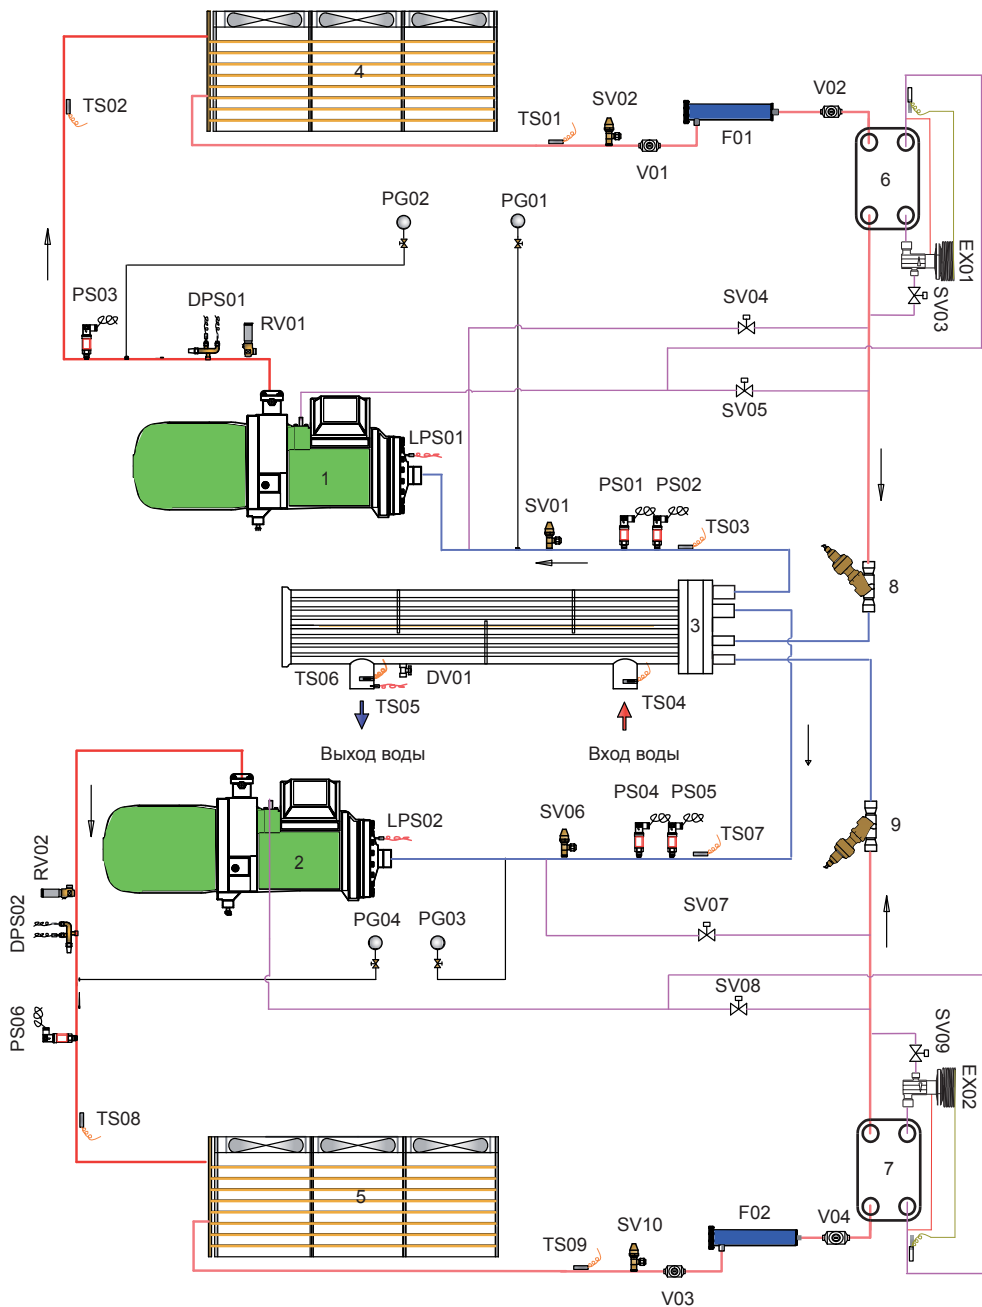 4
TS02
TS01
SV02
V01
F01
V02
6
PG02
PG01
EX01
SV03
PS03
DPS01
RV01
SV04
SV05
LPS01
1
SV01
PS01
PS02
TS03
8
3
TS06
TS05
DV01
TS04
Выход воды
Вход воды
PS04
PS05
SV06
TS07
9
LPS02
2
RV02
DPS02
PG04
PG03
SV07
SV08
SV09
EX02
PS06
TS08
5
7
TS09
SV10
F02
V04
V03